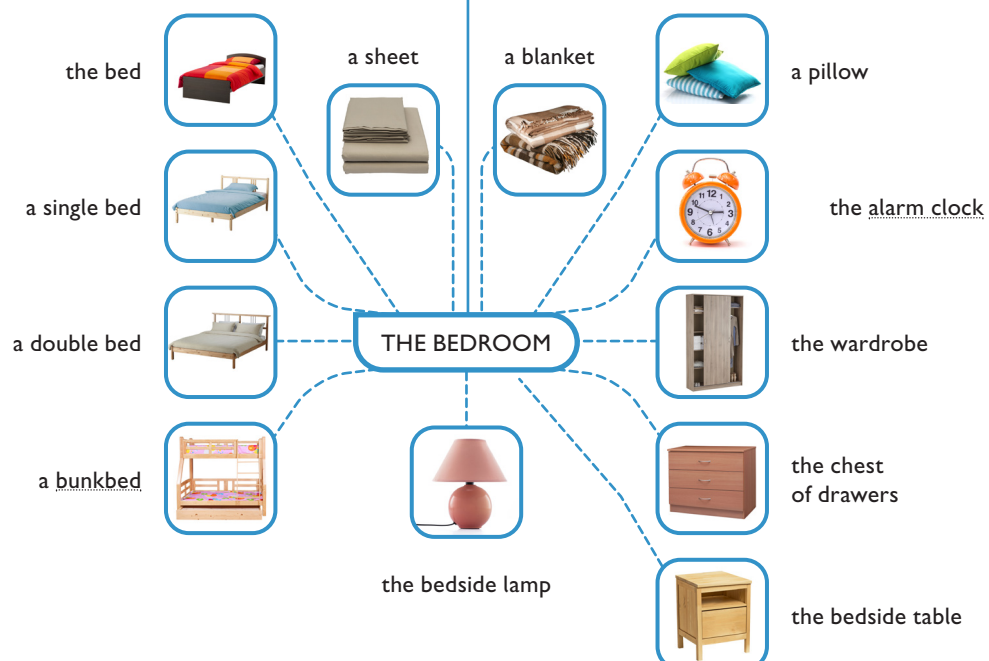 a sheet
a blanket
the bed
a pillow
a single bed
the alarm clock
a double bed
THE BEDROOM
the wardrobe
a bunkbed
the chest
of drawers
the bedside lamp
the bedside table